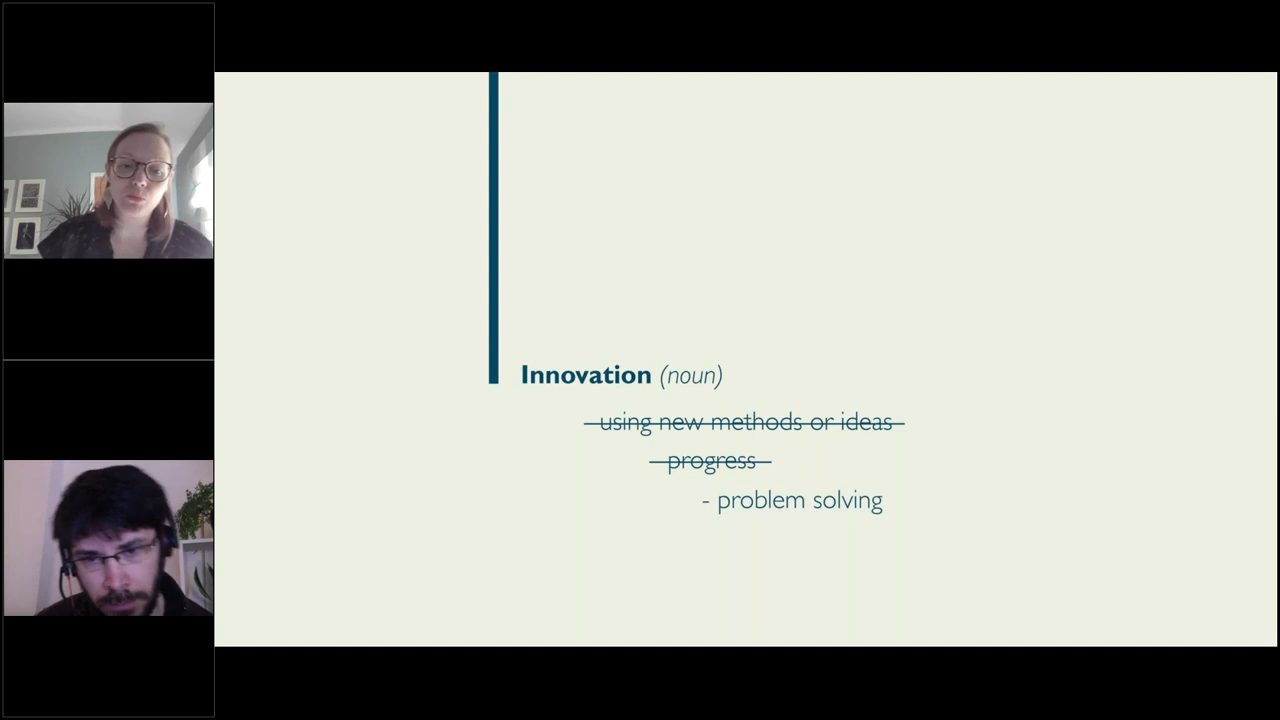 Innovation (noun)
using new methods or ideas
progress
- problem solving